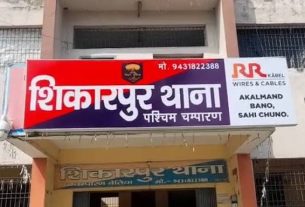 मो. 9431822388
शिकारपुर थाना
पश्चिम चम्पारण
RR KABEL
WIRES & CABLES
AKALMAND
BANO,
SAHI CHUNO.
शिकारपुर थाना